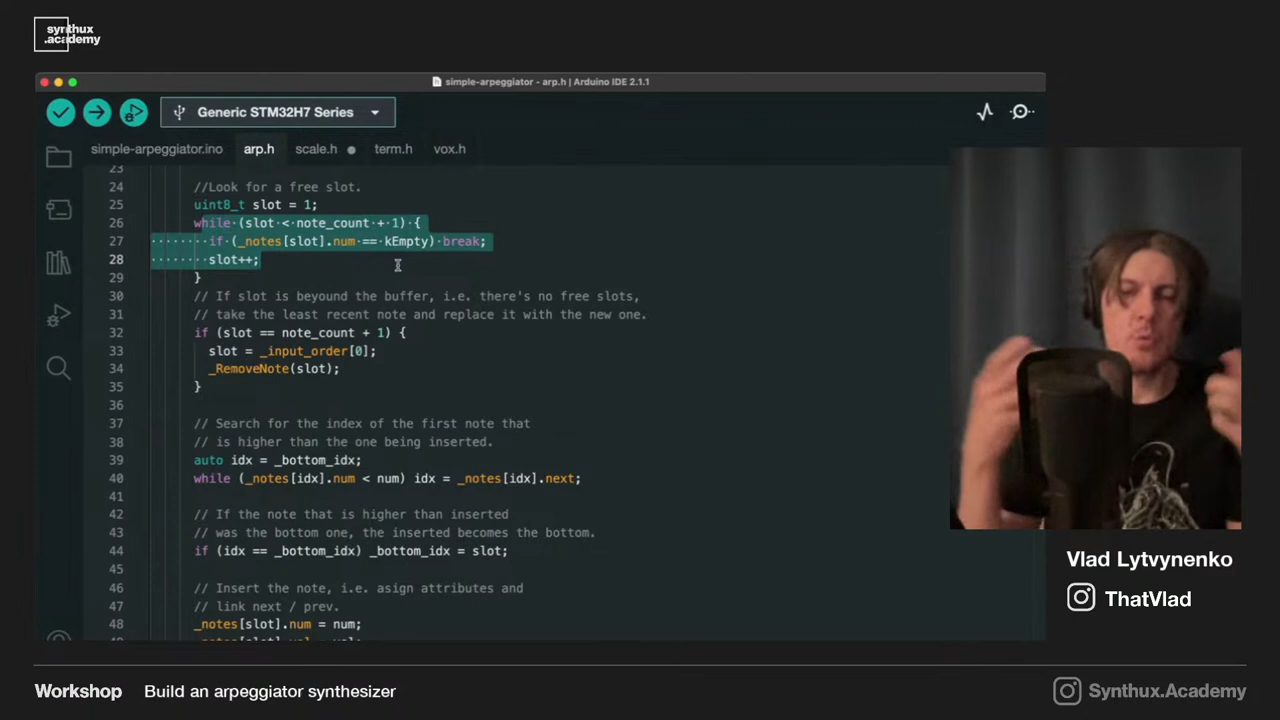 synthux
.academy
simple-arpeggiator - arp.h | Arduino IDE 2.1.1
Generic STM32H7 Series
simple-arpeggiator.ino arp.h scale.h term.h vox.h
23
24 //Look for a free slot.
25 uint8_t slot = 1;
26 while (slot < note_count + 1) {
27 if (_notes[slot].num == kEmpty) break;
28 slot++;
29 }
30 // If slot is beyound the buffer, i.e. there's no free slots,
31 // take the least recent note and replace it with the new one.
32 if (slot == note_count + 1) {
33 slot = _input_order[0];
34 _RemoveNote(slot);
35 }
36
37 // Search for the index of the first note that
38 // is higher than the one being inserted.
39 auto idx = _bottom_idx;
40 while (_notes[idx].num < num) idx = _notes[idx].next;
41
42 // If the note that is higher than inserted
43 // was the bottom one, the inserted becomes the bottom.
44 if (idx == _bottom_idx) _bottom_idx = slot;
45
46 // Insert the note, i.e. asign attributes and
47 // link next / prev.
48 _notes[slot].num = num;
Vlad Lytvynenko
ThatVlad
Workshop Build an arpeggiator synthesizer
Synthux.Academy